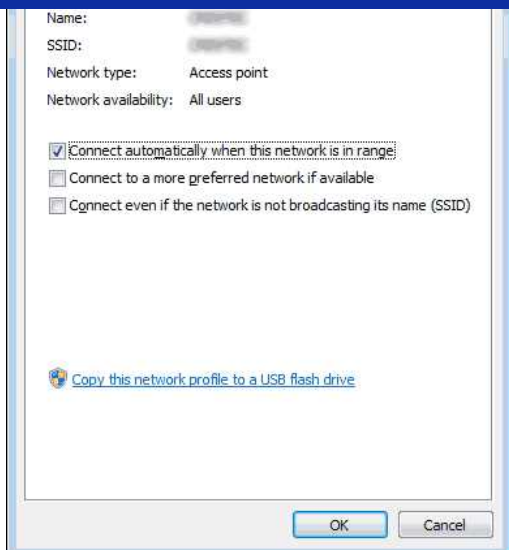 Name:
SSID:
Network type: Access point
Network availability: All users
Connect automatically when this network is in range
Connect to a more preferred network if available
Connect even if the network is not broadcasting its name (SSID)
Copy this network profile to a USB flash drive
OK Cancel